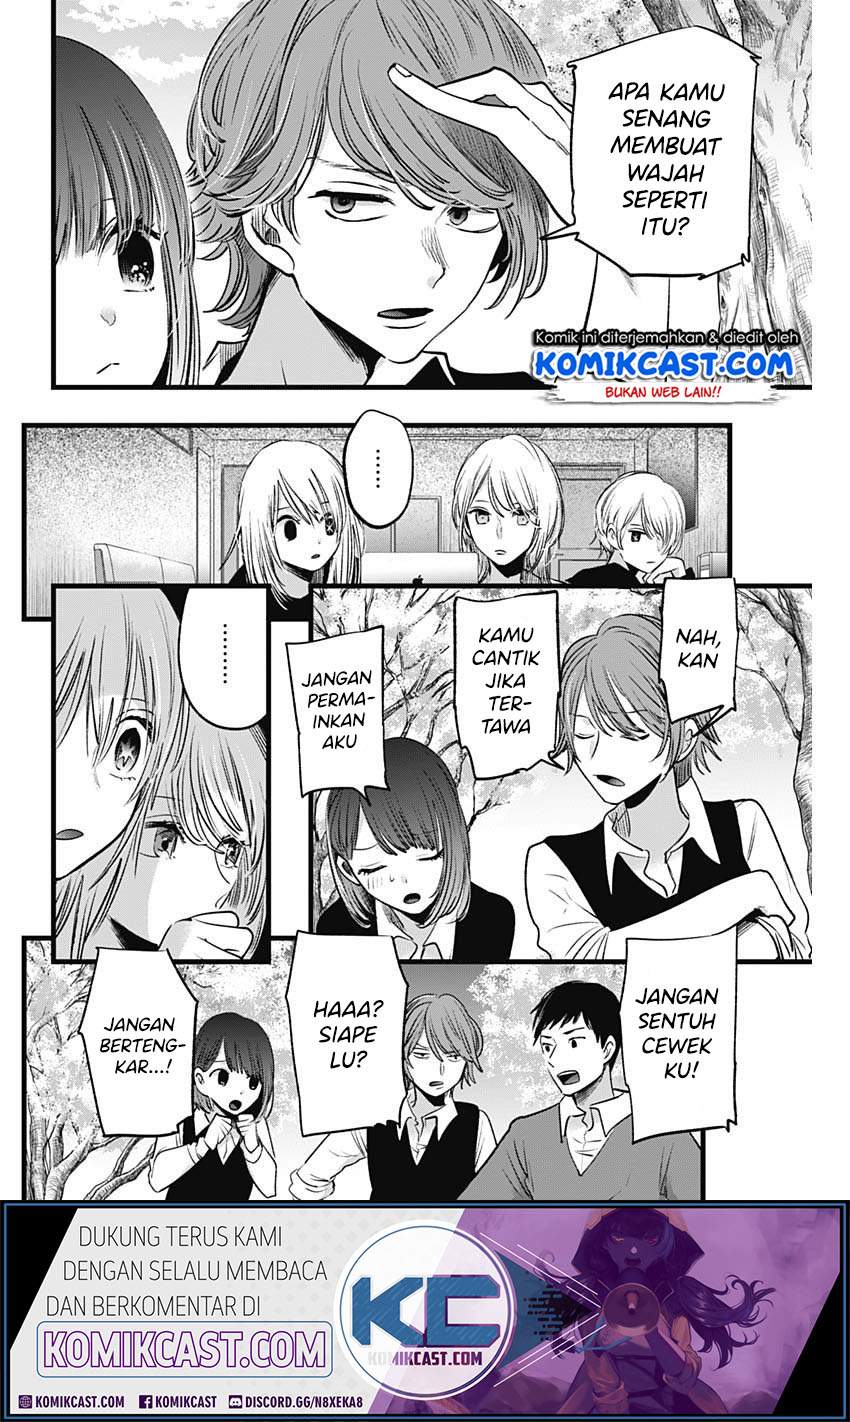 APA KAMU
SENANG
MEMBUAT
WAJAH
SEPERTI
ITU?
Komik ini diterjemahkan & diedit oleh
KOMIKCAST.COM
BUKAN WEB LAIN!!
........
NAH,
KAN
KAMU
CANTIK
JIKA
TER-
TAWA
JANGAN
PERMA-
INKAN
AKU
........
JANGAN
SENTUH
CEWEK
KU!
HAAA?
SIAPE
LU?
JANGAN
BERTENG-
KAR...!
DUKUNG TERUS KAMI
DENGAN SELALU MEMBACA
DAN BERKOMENTAR DI
KOMIKCAST.COM
KOMIKCAST.COM
KOMIKCAST
DISCORD.GG/N8XEKA8
KC
KOMIKCAST.COM